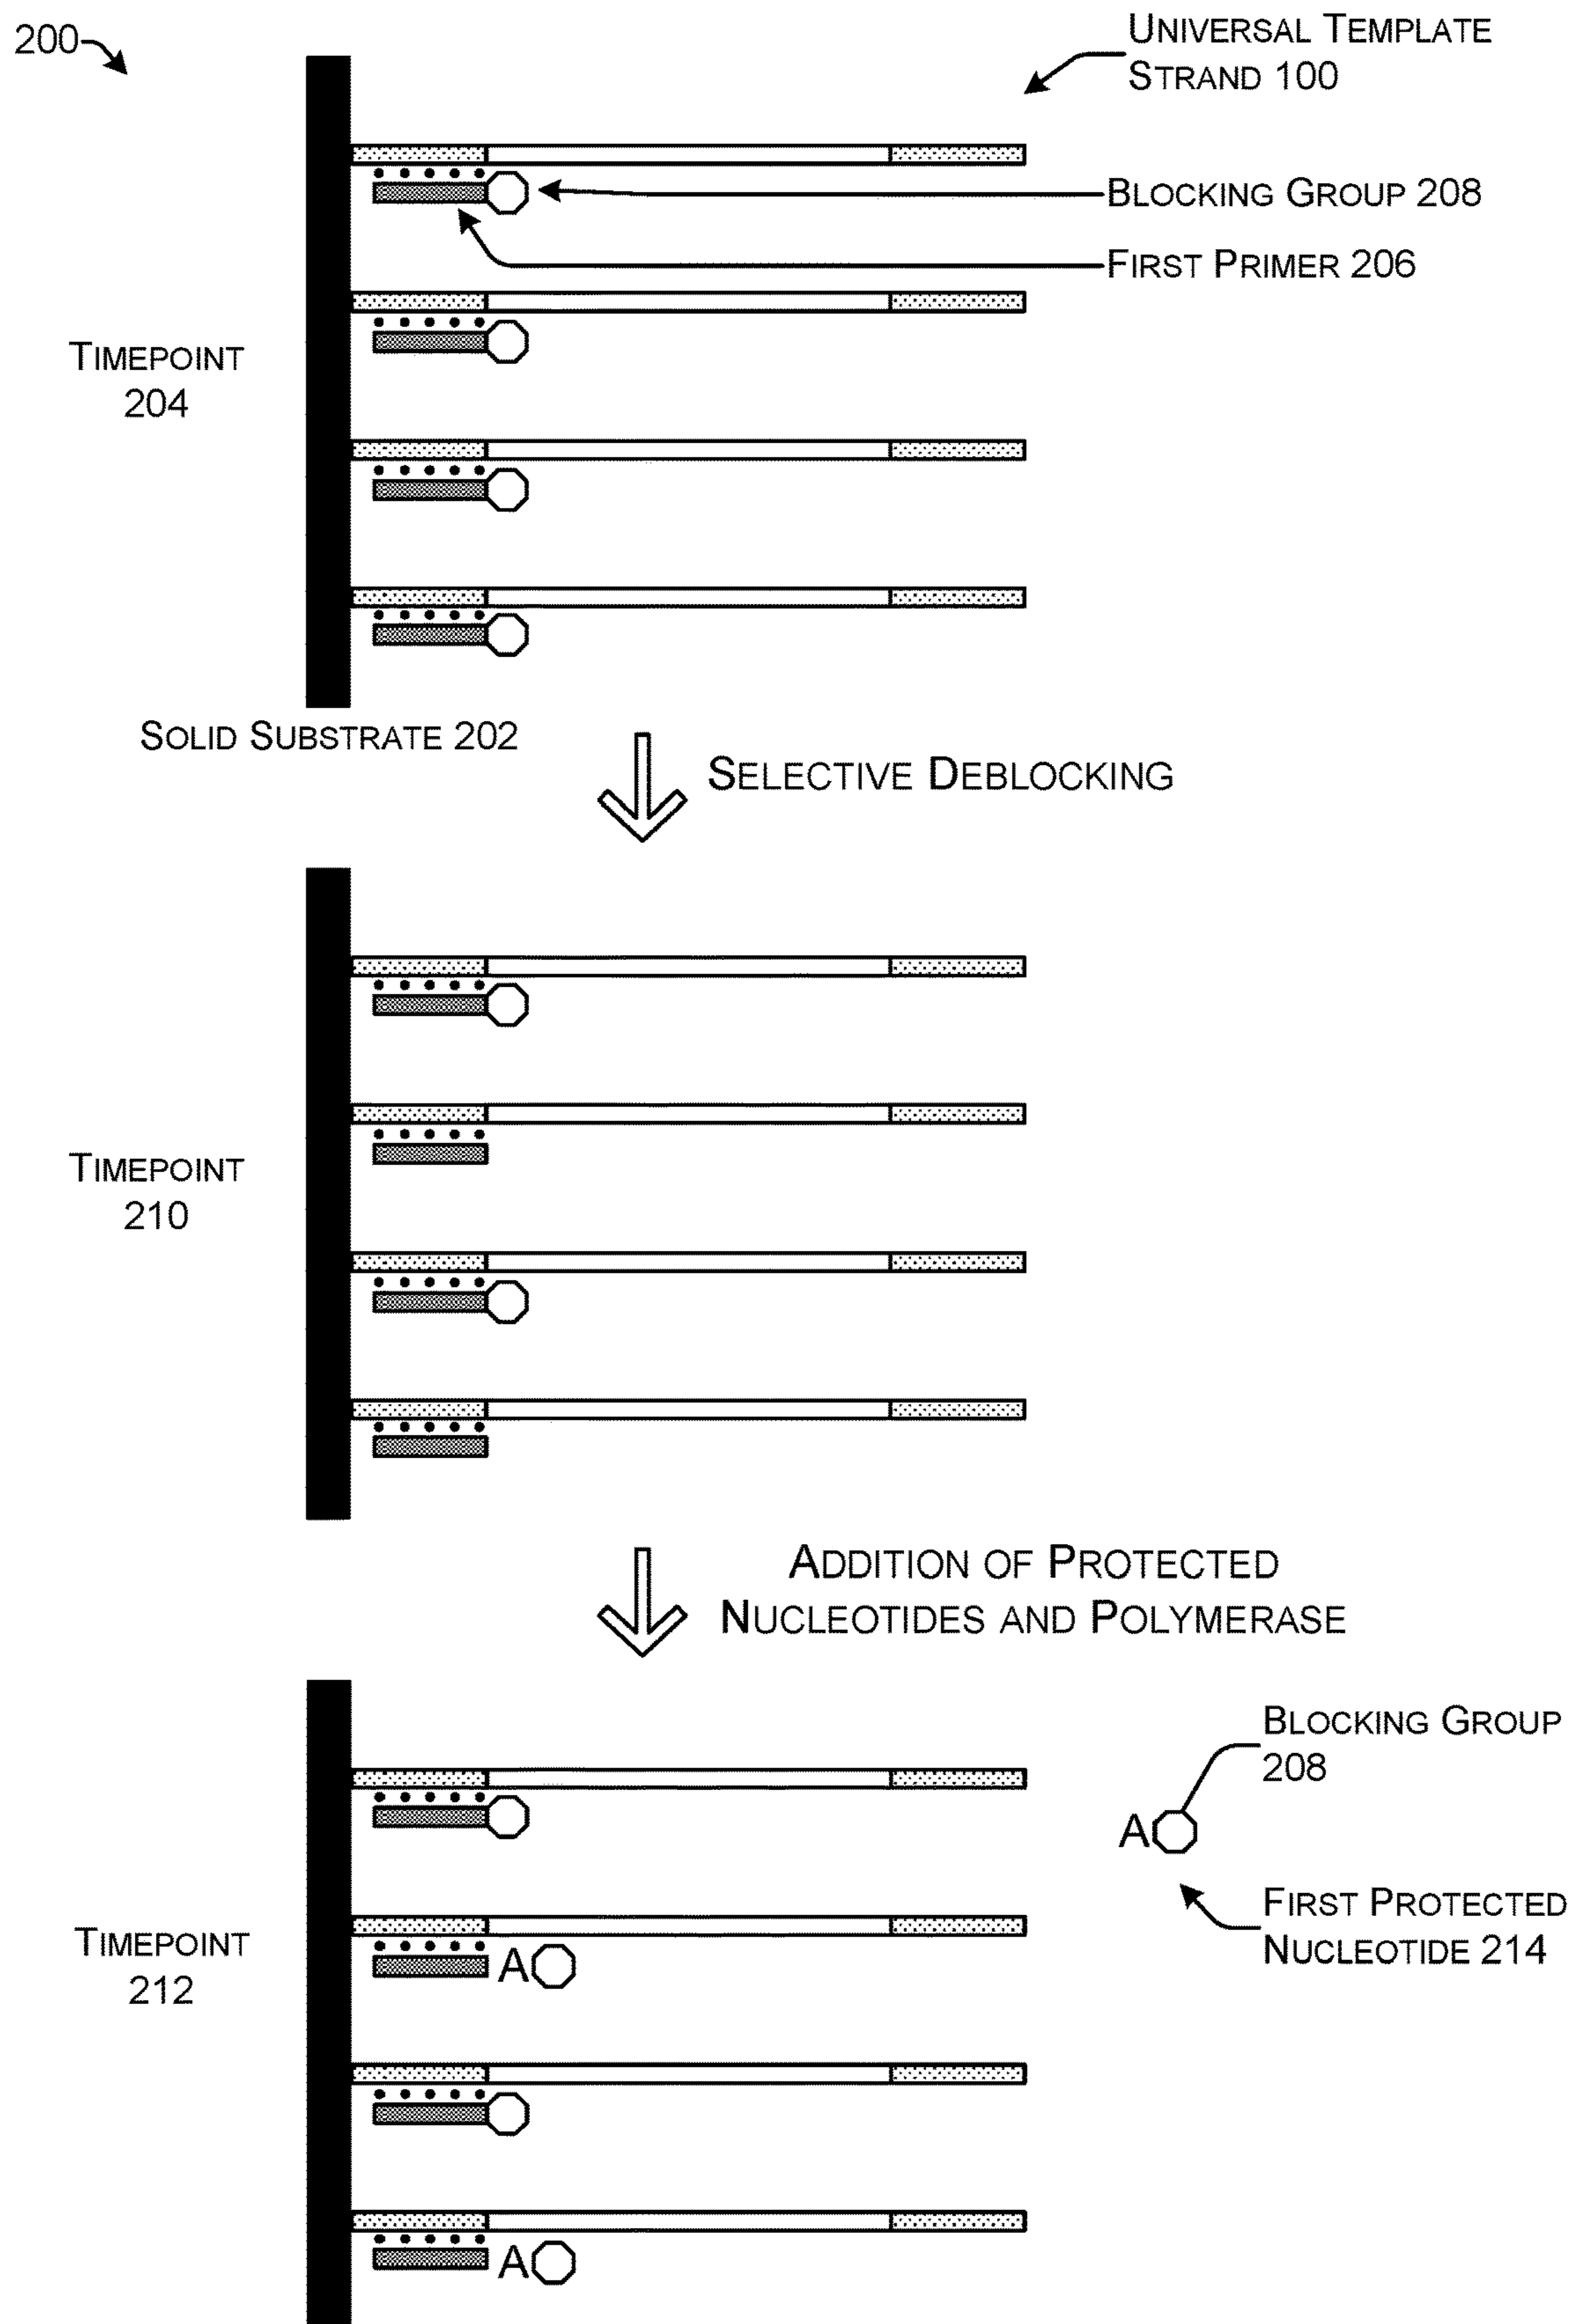 200
UNIVERSAL TEMPLATE
STRAND 100
BLOCKING GROUP 208
FIRST PRIMER 206
TIMEPOINT
204
SOLID SUBSTRATE 202
SELECTIVE DEBLOCKING
TIMEPOINT
210
ADDITION OF PROTECTED
NUCLEOTIDES AND POLYMERASE
BLOCKING GROUP
208
A
FIRST PROTECTED
NUCLEOTIDE 214
TIMEPOINT
212
A
A